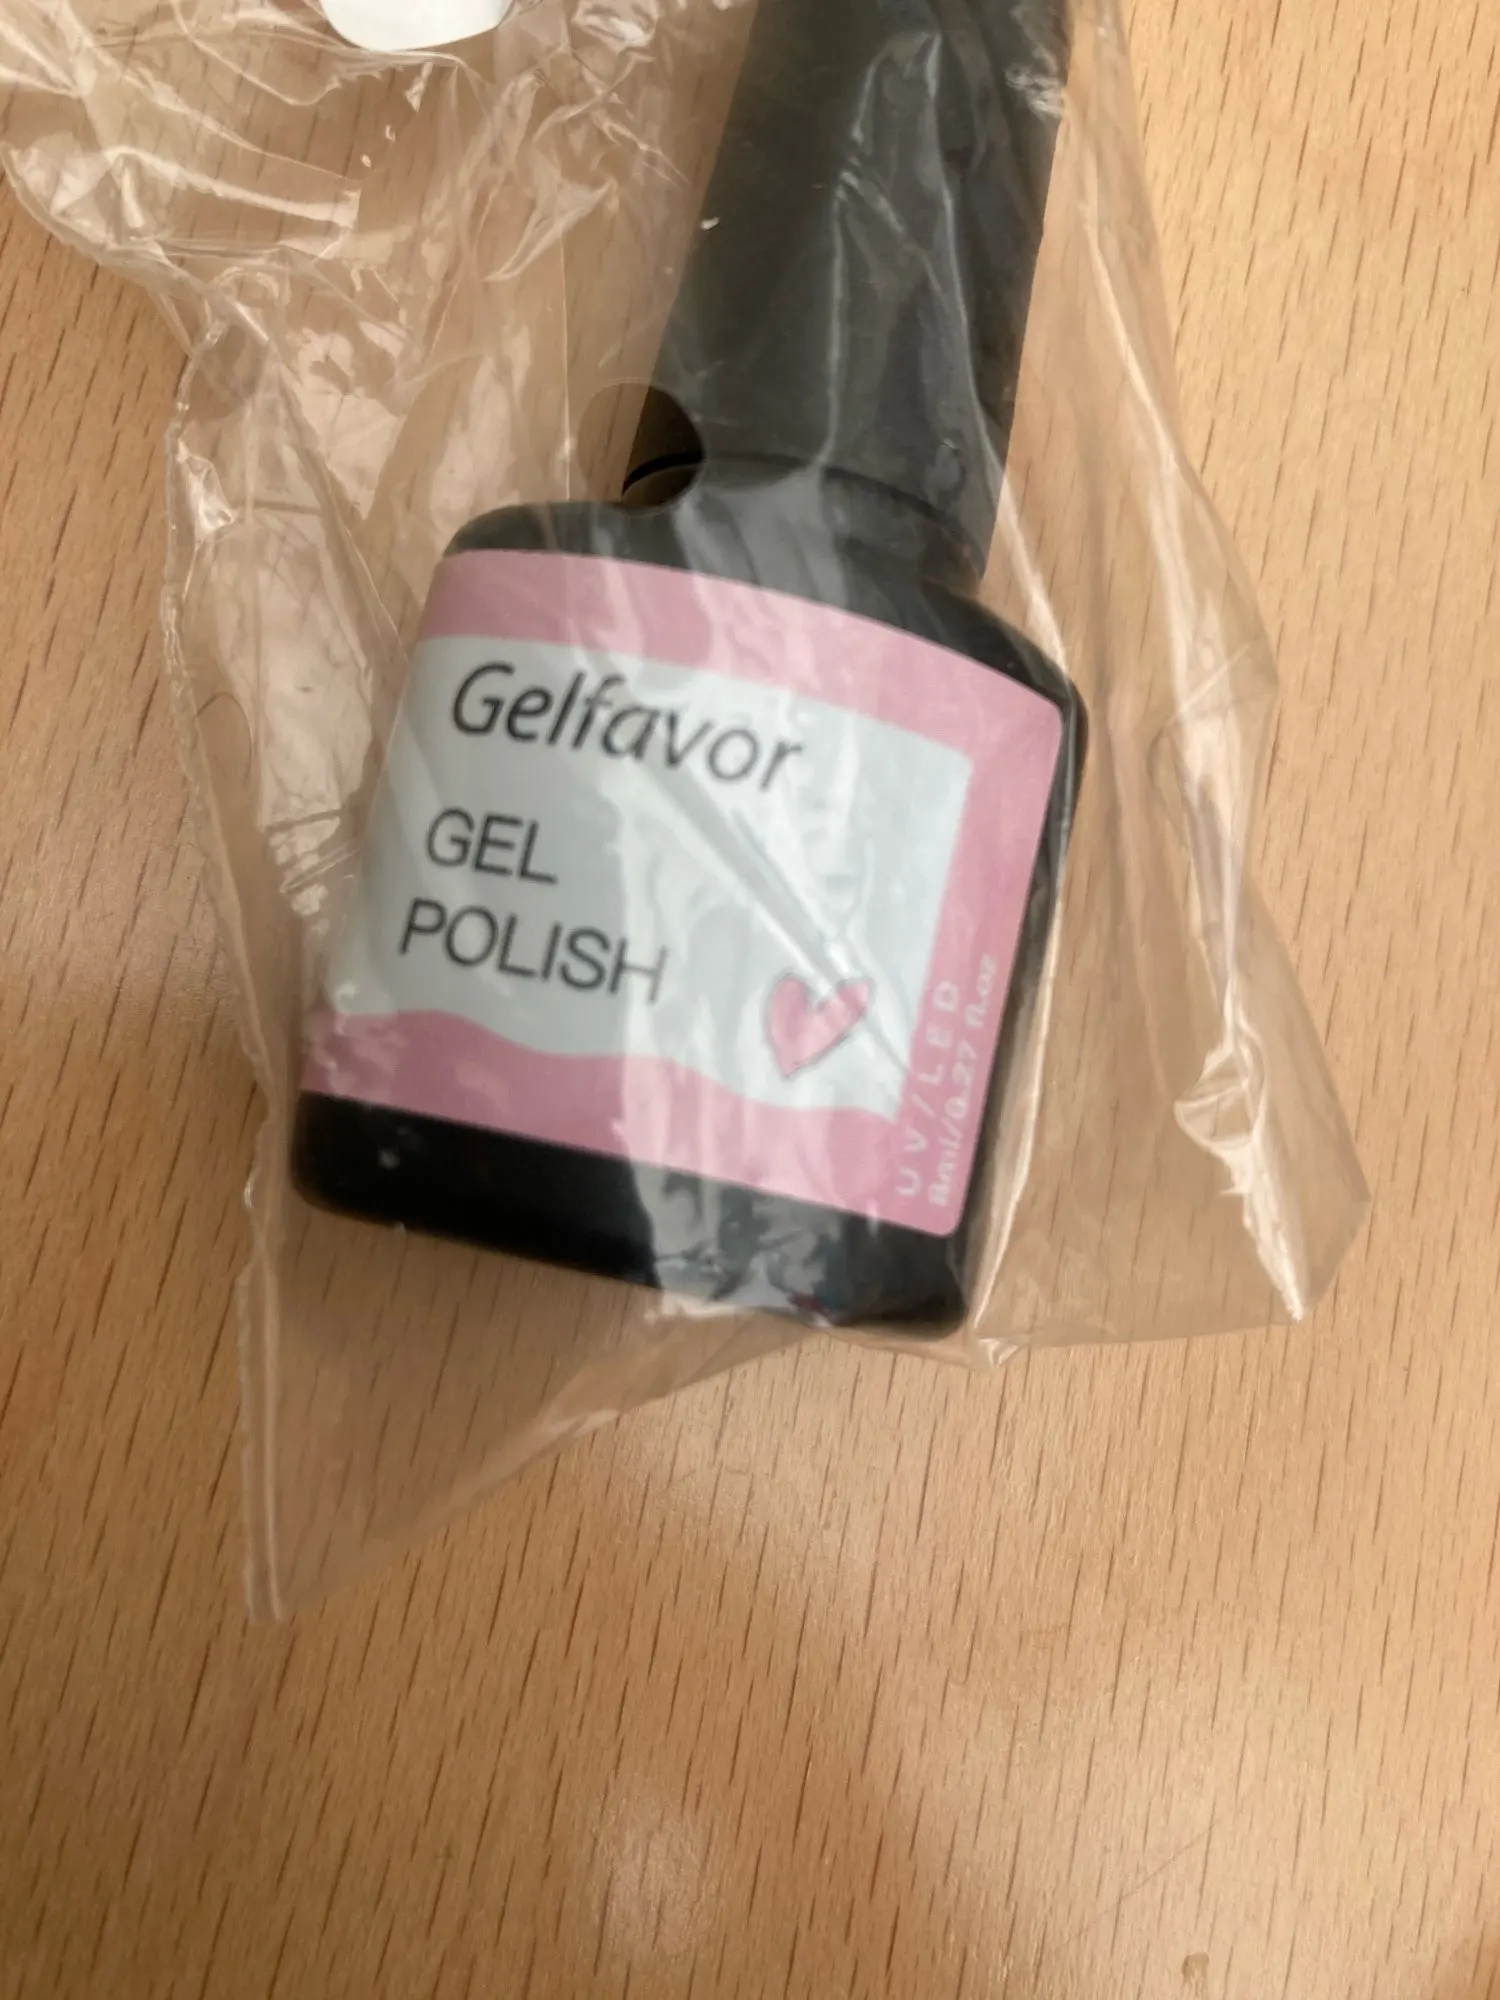 Gelfavor
GEL
POLISH
UV/LED
8ml/0.27 fl.oz